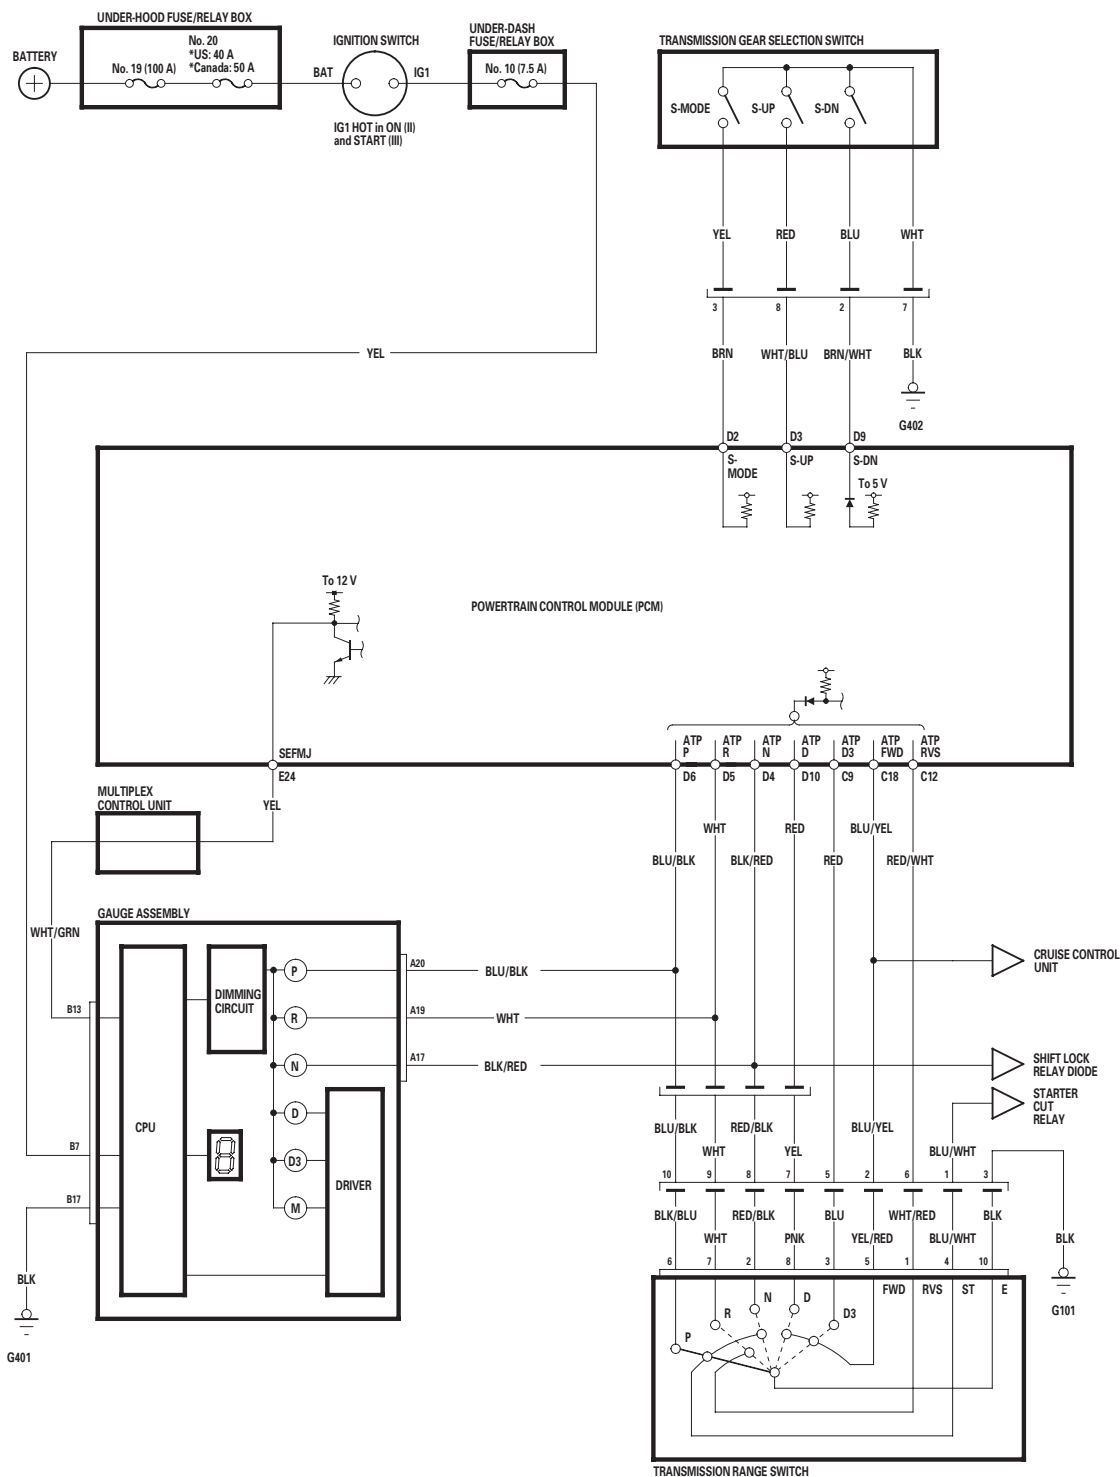 UNDER-HOOD FUSE/RELAY BOX
BATTERY
No. 19 (100 A)
No. 20
*US: 40 A
*Canada: 50 A
IGNITION SWITCH
BAT
IG1
IG1 HOT in ON (II)
and START (III)
UNDER-DASH
FUSE/RELAY BOX
No. 10 (7.5 A)
TRANSMISSION GEAR SELECTION SWITCH
S-MODE S-UP S-DN
YEL RED BLU WHT
3 8 2 7
YEL
BRN WHT/BLU BRN/WHT BLK
G402
D2 D3 D9
S-
MODE
S-UP S-DN
To 5 V
To 12 V
POWERTRAIN CONTROL MODULE (PCM)
SEFMJ
E24
ATP
P
ATP
R
ATP
N
ATP
D
ATP
D3
ATP
FWD
ATP
RVS
D6 D5 D4 D10 C9 C18 C12
MULTIPLEX
CONTROL UNIT
YEL
WHT RED BLU/YEL
BLU/BLK BLK/RED RED RED/WHT
GAUGE ASSEMBLY
WHT/GRN
DIMMING
CIRCUIT
P
A20
BLU/BLK
CRUISE CONTROL
UNIT
B13
R
A19
WHT
N
A17
BLK/RED
SHIFT LOCK
RELAY DIODE
STARTER
CUT
RELAY
CPU
D
D3
M
DRIVER
B7
B17
BLK
G401
BLU/BLK RED/BLK BLU/YEL
WHT YEL BLU/WHT
10 9 8 7 5 2 6 1 3
BLK/BLU RED/BLK BLU WHT/RED BLK
WHT PNK YEL/RED BLU/WHT
BLK
6 7 2 8 3 5 1 4 10
G101
FWD RVS ST E
P
R
N
D
D3
TRANSMISSION RANGE SWITCH